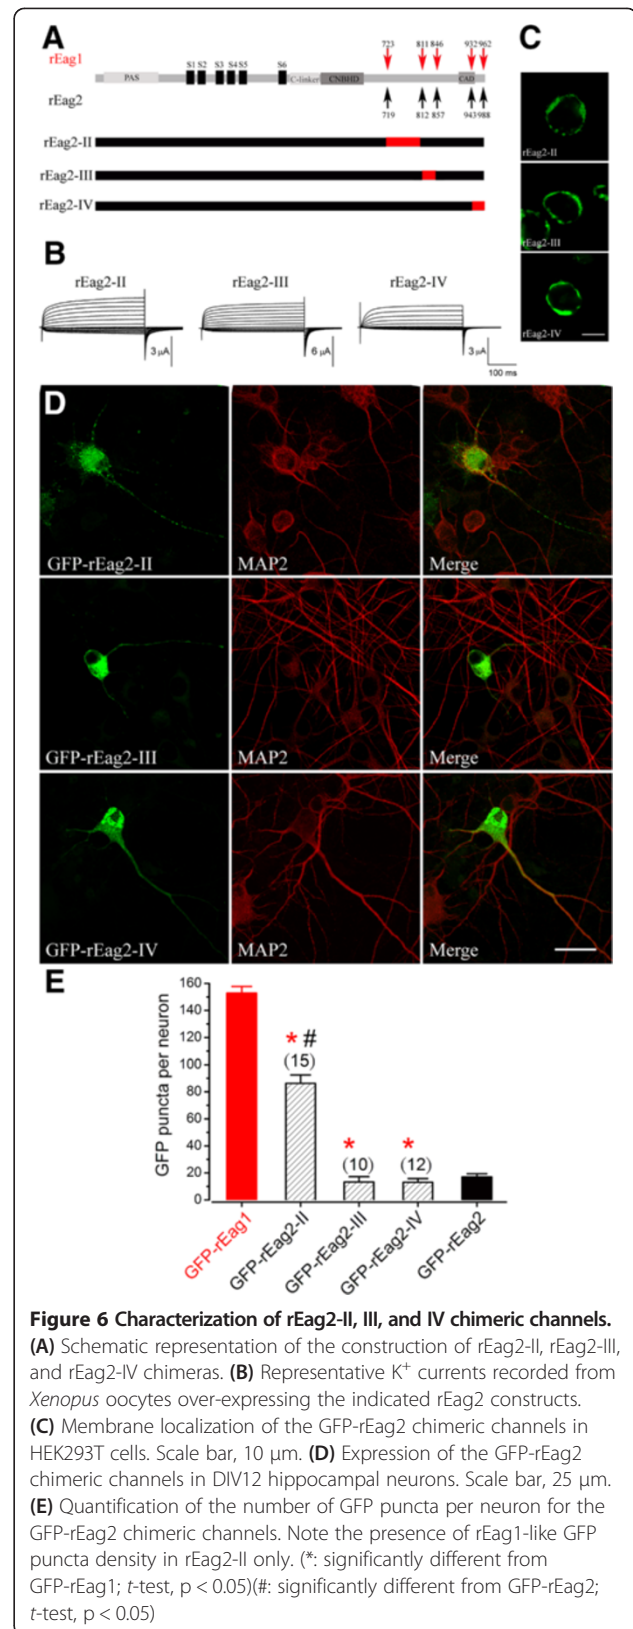 A
C
rEag1
723
811 846
932 962
S1 S2 S3 S4 S5 S6
PAS
C-linker
CNBHD
CAD
rEag2
719
812 857
943 988
rEag2-II
rEag2-III
rEag2-IV
rEag2-II
rEag2-III
rEag2-IV
B
rEag2-II
rEag2-III
rEag2-IV
3 µA
6 µA
3 µA
100 ms
D
GFP-rEag2-II
MAP2
Merge
GFP-rEag2-III
MAP2
Merge
GFP-rEag2-IV
MAP2
Merge
E
GFP puncta per neuron
160
140
120
100
80
60
40
20
0
* #
(15)
*
(10)
*
(12)
GFP-rEag1
GFP-rEag2-II
GFP-rEag2-III
GFP-rEag2-IV
GFP-rEag2
Figure 6 Characterization of rEag2-II, III, and IV chimeric channels.
(A) Schematic representation of the construction of rEag2-II, rEag2-III,
and rEag2-IV chimeras. (B) Representative K⁺ currents recorded from
Xenopus oocytes over-expressing the indicated rEag2 constructs.
(C) Membrane localization of the GFP-rEag2 chimeric channels in
HEK293T cells. Scale bar, 10 µm. (D) Expression of the GFP-rEag2
chimeric channels in DIV12 hippocampal neurons. Scale bar, 25 µm.
(E) Quantification of the number of GFP puncta per neuron for the
GFP-rEag2 chimeric channels. Note the presence of rEag1-like GFP
puncta density in rEag2-II only. (*: significantly different from
GFP-rEag1; t-test, p < 0.05)(#: significantly different from GFP-rEag2;
t-test, p < 0.05)